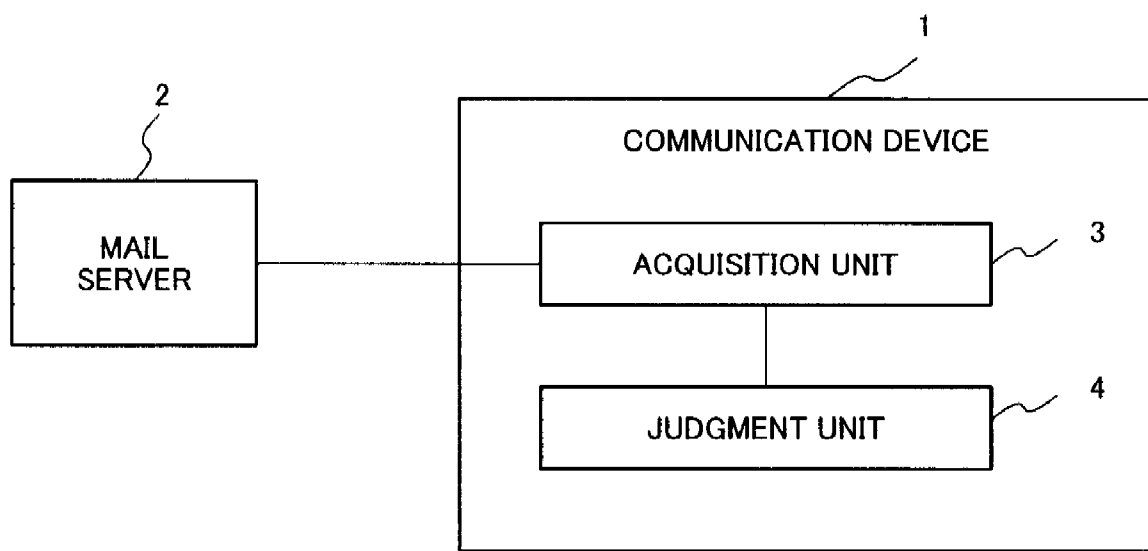 1
2
COMMUNICATION DEVICE
MAIL
SERVER
3
ACQUISITION UNIT
4
JUDGMENT UNIT